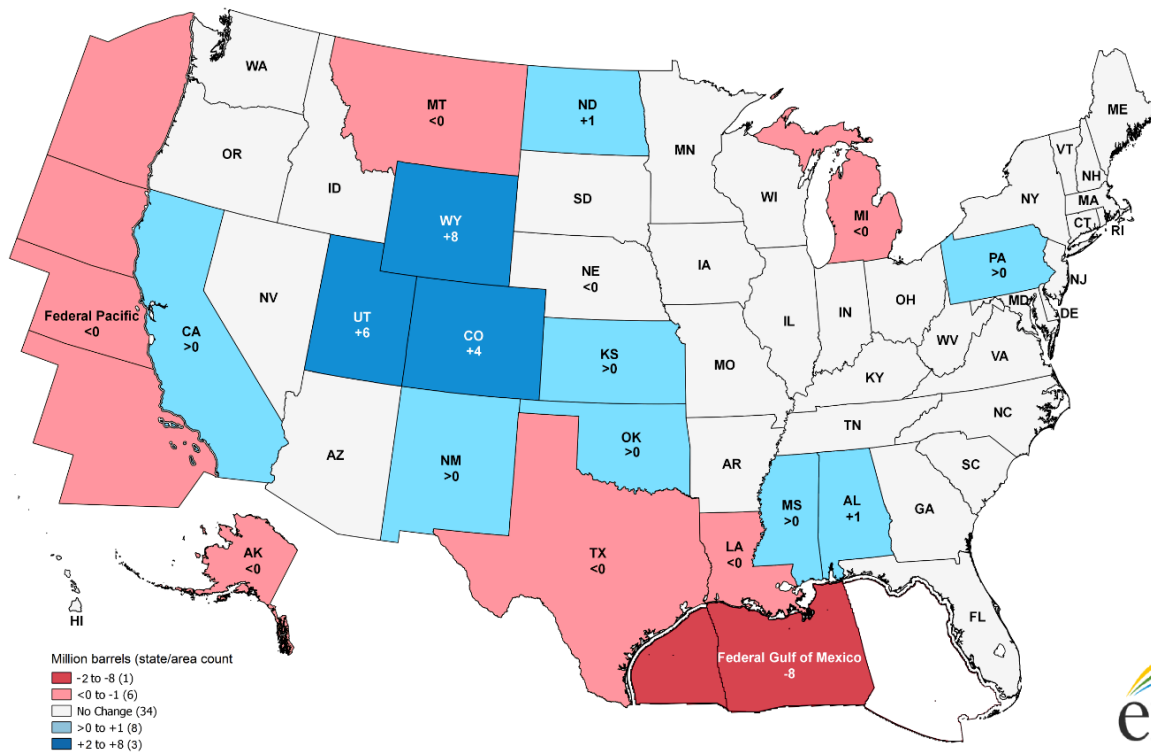 WA
OR
ID
MT
<0
ND
+1
MN
SD
WI
MI
<0
NY
VT
ME
NH
MA
CT
RI
PA
>0
NJ
MD
DE
WY
+8
NE
<0
IA
IL
IN
OH
WV
VA
NV
UT
+6
CO
+4
KS
>0
MO
KY
NC
TN
SC
Federal Pacific
<0
CA
>0
AZ
NM
>0
OK
>0
AR
MS
>0
AL
+1
GA
TX
<0
LA
<0
FL
AK
<0
HI
Federal Gulf of Mexico
-8
Million barrels (state/area count
-2 to -8 (1)
<0 to -1 (6)
No Change (34)
>0 to +1 (8)
+2 to +8 (3)
e